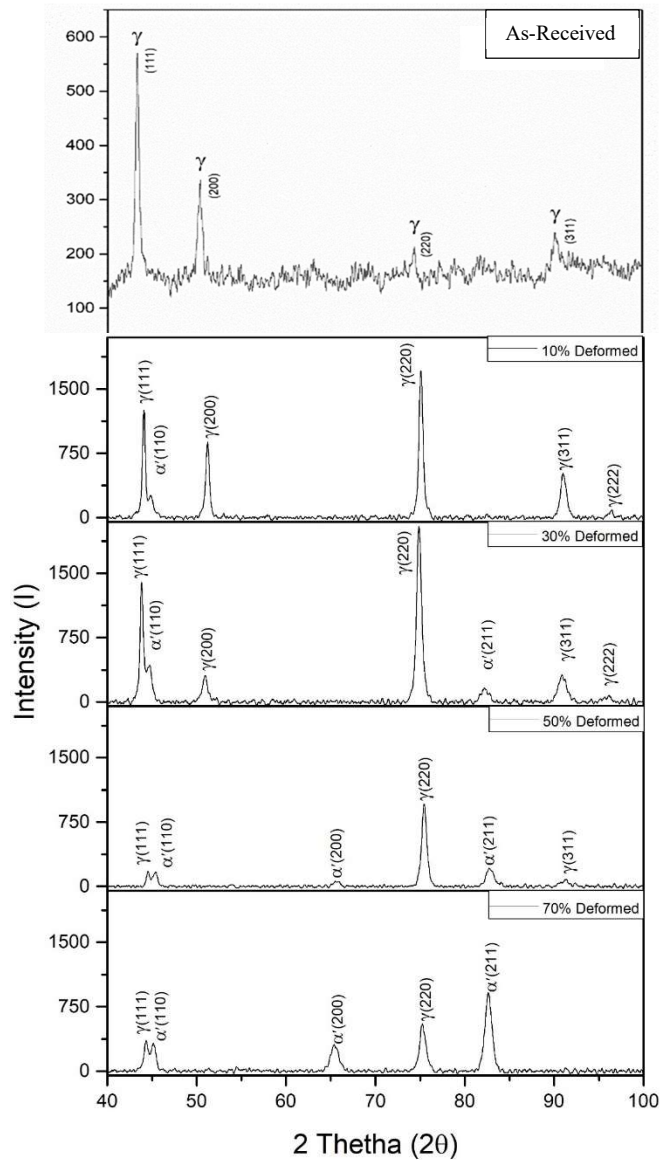 As-Received
600
500
400
300
200
100
γ
(111)
γ
(200)
γ
(220)
γ
(311)
10% Deformed
1500
750
0
γ(111)
α'(110)
γ(200)
γ(220)
γ(311)
γ(222)
30% Deformed
1500
750
0
γ(111)
α'(110)
γ(200)
γ(220)
α'(211)
γ(311)
γ(222)
50% Deformed
1500
750
0
γ(111)
α'(110)
α'(200)
γ(220)
α'(211)
γ(311)
70% Deformed
1500
750
0
γ(111)
α'(110)
α'(200)
γ(220)
α'(211)
40 50 60 70 80 90 100
2 Thetha (2θ)
Intensity (I)